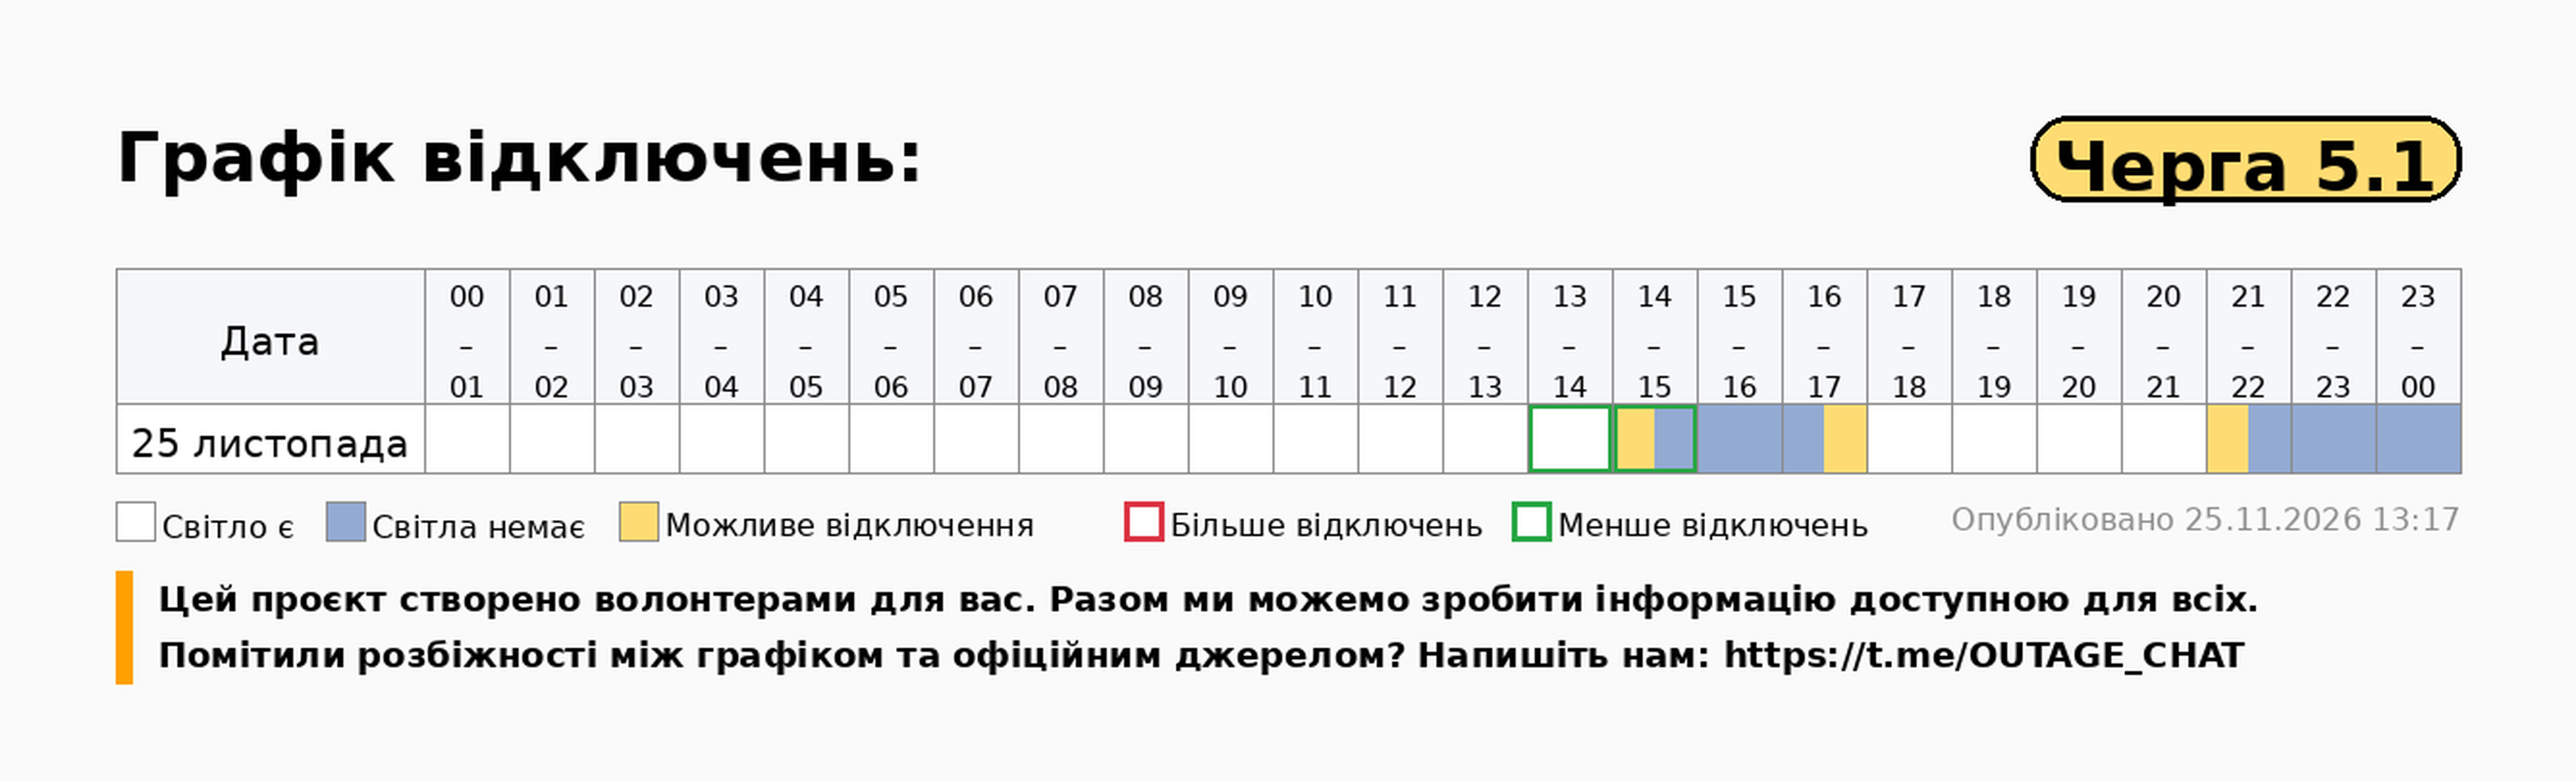 Графік відключень:
Черга 5.1
Дата
00 – 01
01 – 02
02 – 03
03 – 04
04 – 05
05 – 06
06 – 07
07 – 08
08 – 09
09 – 10
10 – 11
11 – 12
12 – 13
13 – 14
14 – 15
15 – 16
16 – 17
17 – 18
18 – 19
19 – 20
20 – 21
21 – 22
22 – 23
23 – 00
25 листопада
Світло є
Світла немає
Можливе відключення
Більше відключень
Менше відключень
Опубліковано 25.11.2026 13:17
Цей проєкт створено волонтерами для вас. Разом ми можемо зробити інформацію доступною для всіх.
Помітили розбіжності між графіком та офіційним джерелом? Напишіть нам: https://t.me/OUTAGE_CHAT